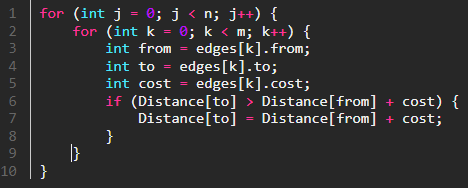 1 for (int j = 0; j < n; j++) {
2     for (int k = 0; k < m; k++) {
3         int from = edges[k].from;
4         int to = edges[k].to;
5         int cost = edges[k].cost;
6         if (Distance[to] > Distance[from] + cost) {
7             Distance[to] = Distance[from] + cost;
8         }
9     }
10 }